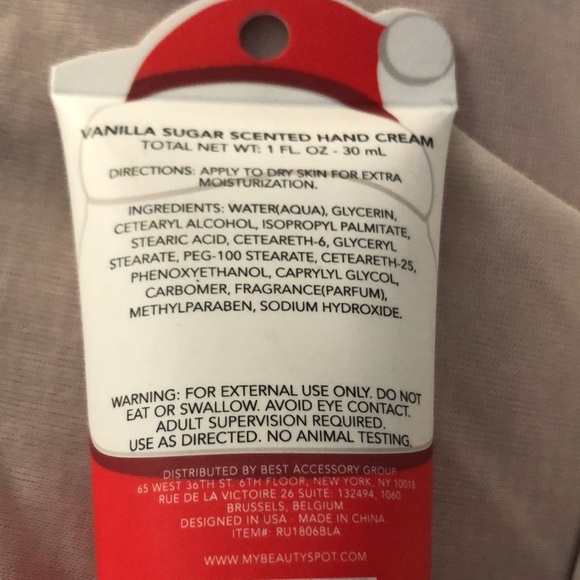 VANILLA SUGAR SCENTED HAND CREAM
TOTAL NET WT: 1 FL. OZ - 30 mL
DIRECTIONS: APPLY TO DRY SKIN FOR EXTRA
MOISTURIZATION.
INGREDIENTS: WATER(AQUA), GLYCERIN,
CETEARYL ALCOHOL, ISOPROPYL PALMITATE,
STEARIC ACID, CETEARETH-6, GLYCERYL
STEARATE, PEG-100 STEARATE, CETEARETH-25,
PHENOXYETHANOL, CAPRYLYL GLYCOL,
CARBOMER, FRAGRANCE(PARFUM),
METHYLPARABEN, SODIUM HYDROXIDE.
WARNING: FOR EXTERNAL USE ONLY. DO NOT
EAT OR SWALLOW. AVOID EYE CONTACT.
ADULT SUPERVISION REQUIRED.
USE AS DIRECTED. NO ANIMAL TESTING.
DISTRIBUTED BY BEST ACCESSORY GROUP
65 WEST 36TH ST. 6TH FLOOR, NEW YORK, NY 10018
RUE DE LA VICTOIRE 26 SUITE: 132494, 1060
BRUSSELS, BELGIUM
DESIGNED IN USA · MADE IN CHINA
ITEM#: RU1806BLA
WWW.MYBEAUTYSPOT.COM